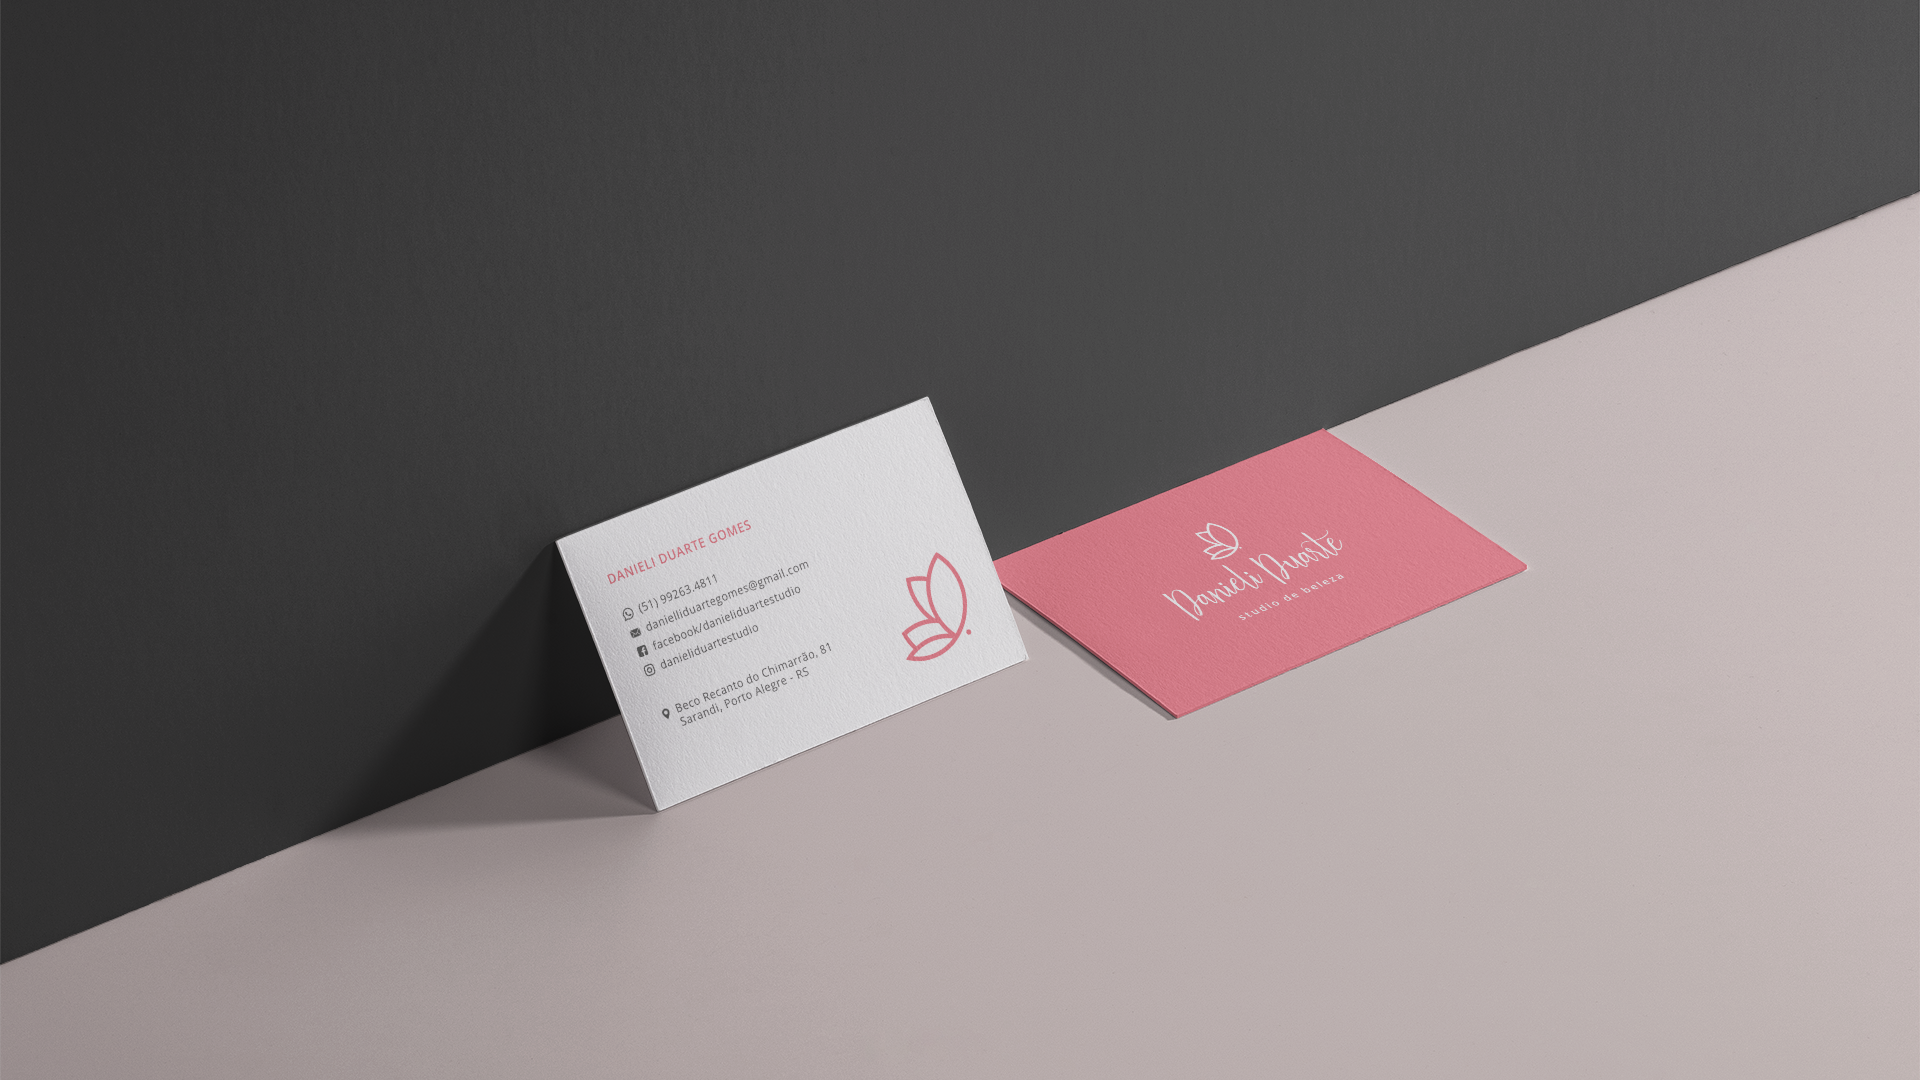 DANIELI DUARTE GOMES
(51) 99263.4811
danielliduartegomes@gmail.com
facebook/danieliduartestudio
danieliduartestudio
Beco Recanto do Chimarrão, 81
Sarandi, Porto Alegre - RS
Danieli Duarte
studio de beleza